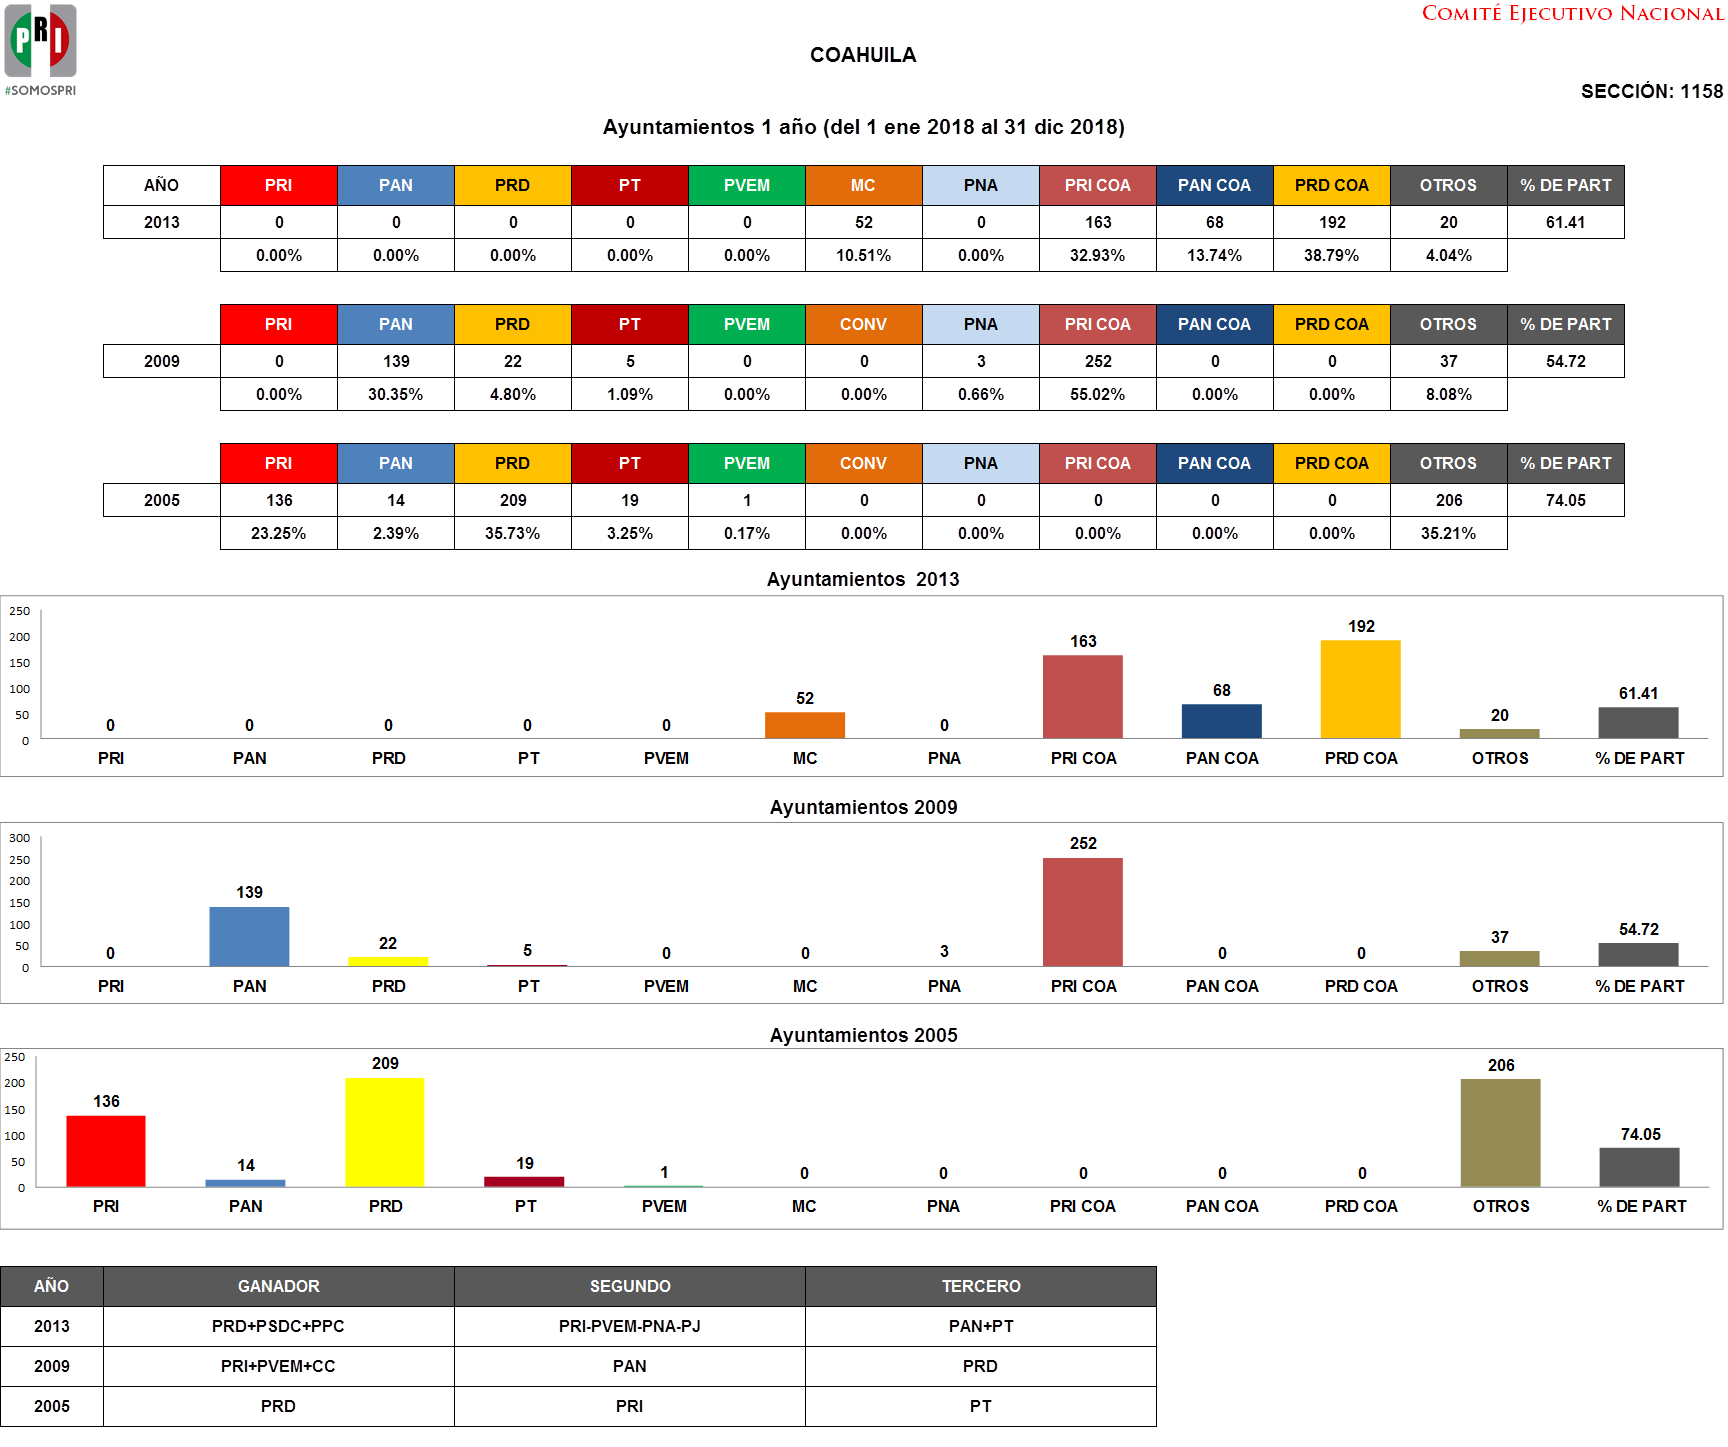 PRI
#SOMOSPRI
COMITÉ EJECUTIVO NACIONAL
COAHUILA
SECCIÓN: 1158
Ayuntamientos 1 año (del 1 ene 2018 al 31 dic 2018)
AÑO PRI PAN PRD PT PVEM MC PNA PRI COA PAN COA PRD COA OTROS % DE PART
2013 0 0 0 0 0 52 0 163 68 192 20 61.41
0.00% 0.00% 0.00% 0.00% 0.00% 10.51% 0.00% 32.93% 13.74% 38.79% 4.04%
PRI PAN PRD PT PVEM CONV PNA PRI COA PAN COA PRD COA OTROS % DE PART
2009 0 139 22 5 0 0 3 252 0 0 37 54.72
0.00% 30.35% 4.80% 1.09% 0.00% 0.00% 0.66% 55.02% 0.00% 0.00% 8.08%
PRI PAN PRD PT PVEM CONV PNA PRI COA PAN COA PRD COA OTROS % DE PART
2005 136 14 209 19 1 0 0 0 0 0 206 74.05
23.25% 2.39% 35.73% 3.25% 0.17% 0.00% 0.00% 0.00% 0.00% 0.00% 35.21%
Ayuntamientos 2013
250
200
150
100
50
0
0 0 0 0 0 52 0 163 68 192 20 61.41
PRI PAN PRD PT PVEM MC PNA PRI COA PAN COA PRD COA OTROS % DE PART
Ayuntamientos 2009
300
250
200
150
100
50
0
0 139 22 5 0 0 3 252 0 0 37 54.72
PRI PAN PRD PT PVEM MC PNA PRI COA PAN COA PRD COA OTROS % DE PART
Ayuntamientos 2005
250
200
150
100
50
0
136 14 209 19 1 0 0 0 0 0 206 74.05
PRI PAN PRD PT PVEM MC PNA PRI COA PAN COA PRD COA OTROS % DE PART
AÑO GANADOR SEGUNDO TERCERO
2013 PRD+PSDC+PPC PRI-PVEM-PNA-PJ PAN+PT
2009 PRI+PVEM+CC PAN PRD
2005 PRD PRI PT